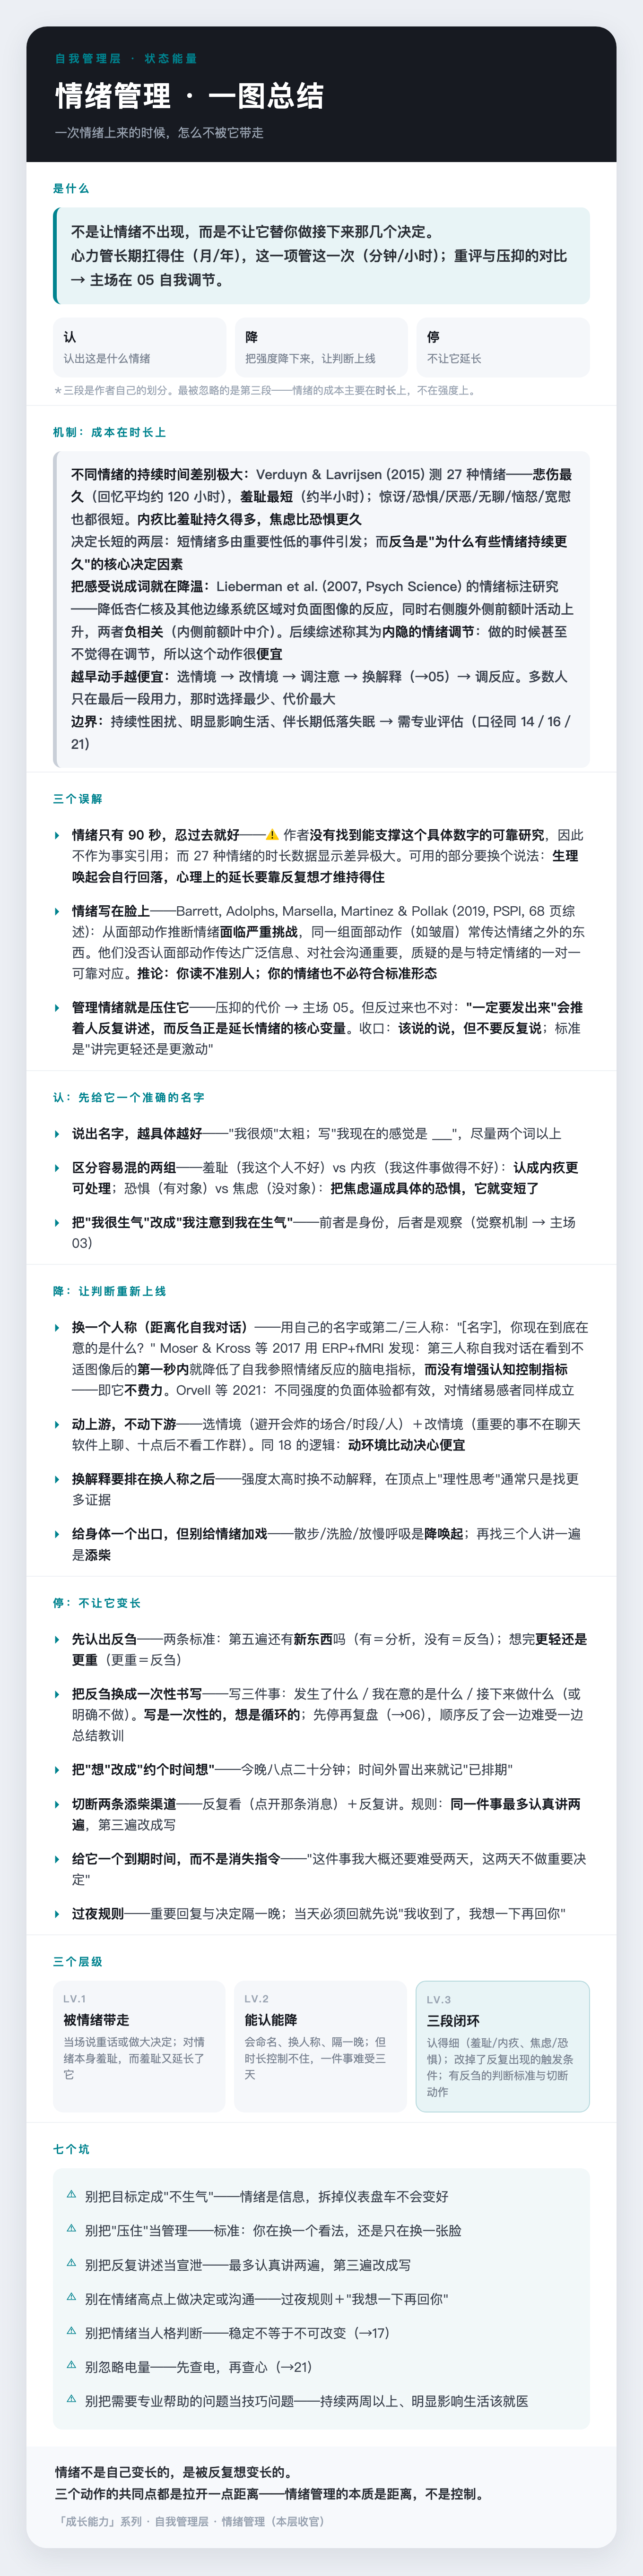 自我管理层 · 状态能量
情绪管理 · 一图总结
一次情绪上来的时候，怎么不被它带走
是什么
不是让情绪不出现，而是不让它替你做接下来那几个决定。
心力管长期扛得住（月/年），这一项管这一次（分钟/小时）；重评与压抑的对比
→ 主场在 05 自我调节。
认
认出这是什么情绪
降
把强度降下来，让判断上线
停
不让它延长
＊三段是作者自己的划分。最被忽略的是第三段——情绪的成本主要在时长上，不在强度上。
机制：成本在时长上
不同情绪的持续时间差别极大：Verduyn & Lavrijsen (2015) 测 27 种情绪——悲伤最
久（回忆平均约 120 小时），羞耻最短（约半小时）；惊讶/恐惧/厌恶/无聊/恼怒/宽慰
也都很短。内疚比羞耻持久得多，焦虑比恐惧更久
决定长短的两层：短情绪多由重要性低的事件引发；而反刍是"为什么有些情绪持续更
久"的核心决定因素
把感受说成词就在降温：Lieberman et al. (2007, Psych Science) 的情绪标注研究
——降低杏仁核及其他边缘系统区域对负面图像的反应，同时右侧腹外侧前额叶活动上
升，两者负相关（内侧前额叶中介）。后续综述称其为内隐的情绪调节：做的时候甚至
不觉得在调节，所以这个动作很便宜
越早动手越便宜：选情境 → 改情境 → 调注意 → 换解释（→05）→ 调反应。多数人
只在最后一段用力，那时选择最少、代价最大
边界：持续性困扰、明显影响生活、伴长期低落失眠 → 需专业评估（口径同 14 / 16 /
21）
三个误解
情绪只有 90 秒，忍过去就好——⚠️ 作者没有找到能支撑这个具体数字的可靠研究，因此
不作为事实引用；而 27 种情绪的时长数据显示差异极大。可用的部分要换个说法：生理
唤起会自行回落，心理上的延长要靠反复想才维持得住
情绪写在脸上——Barrett, Adolphs, Marsella, Martinez & Pollak (2019, PSPI, 68 页综
述)：从面部动作推断情绪面临严重挑战，同一组面部动作（如皱眉）常传达情绪之外的东
西。他们没否认面部动作传达广泛信息、对社会沟通重要，质疑的是与特定情绪的一对一
可靠对应。推论：你读不准别人；你的情绪也不必符合标准形态
管理情绪就是压住它——压抑的代价 → 主场 05。但反过来也不对："一定要发出来"会推
着人反复讲述，而反刍正是延长情绪的核心变量。收口：该说的说，但不要反复说；标准
是"讲完更轻还是更激动"
认：先给它一个准确的名字
说出名字，越具体越好——"我很烦"太粗；写"我现在的感觉是 ___"，尽量两个词以上
区分容易混的两组——羞耻（我这个人不好）vs 内疚（我这件事做得不好）：认成内疚更
可处理；恐惧（有对象）vs 焦虑（没对象）：把焦虑逼成具体的恐惧，它就变短了
把"我很生气"改成"我注意到我在生气"——前者是身份，后者是观察（觉察机制 → 主场
03）
降：让判断重新上线
换一个人称（距离化自我对话）——用自己的名字或第二/三人称："[名字]，你现在到底在
意的是什么？" Moser & Kross 等 2017 用 ERP+fMRI 发现：第三人称自我对话在看到不
适图像后的第一秒内就降低了自我参照情绪反应的脑电指标，而没有增强认知控制指标
——即它不费力。Orvell 等 2021：不同强度的负面体验都有效，对情绪易感者同样成立
动上游，不动下游——选情境（避开会炸的场合/时段/人）＋改情境（重要的事不在聊天
软件上聊、十点后不看工作群）。同 18 的逻辑：动环境比动决心便宜
换解释要排在换人称之后——强度太高时换不动解释，在顶点上"理性思考"通常只是找更
多证据
给身体一个出口，但别给情绪加戏——散步/洗脸/放慢呼吸是降唤起；再找三个人讲一遍
是添柴
停：不让它变长
先认出反刍——两条标准：第五遍还有新东西吗（有＝分析，没有＝反刍）；想完更轻还是
更重（更重＝反刍）
把反刍换成一次性书写——写三件事：发生了什么 / 我在意的是什么 / 接下来做什么（或
明确不做）。写是一次性的，想是循环的；先停再复盘（→06），顺序反了会一边难受一边
总结教训
把"想"改成"约个时间想"——今晚八点二十分钟；时间外冒出来就记"已排期"
切断两条添柴渠道——反复看（点开那条消息）＋反复讲。规则：同一件事最多认真讲两
遍，第三遍改成写
给它一个到期时间，而不是消失指令——"这件事我大概还要难受两天，这两天不做重要决
定"
过夜规则——重要回复与决定隔一晚；当天必须回就先说"我收到了，我想一下再回你"
三个层级
LV.1
被情绪带走
当场说重话或做大决定；对情
绪本身羞耻，而羞耻又延长了
它
LV.2
能认能降
会命名、换人称、隔一晚；但
时长控制不住，一件事难受三
天
LV.3
三段闭环
认得细（羞耻/内疚、焦虑/恐
惧）；改掉了反复出现的触发条
件；有反刍的判断标准与切断
动作
七个坑
⚠ 别把目标定成"不生气"——情绪是信息，拆掉仪表盘车不会变好
⚠ 别把"压住"当管理——标准：你在换一个看法，还是只在换一张脸
⚠ 别把反复讲述当宣泄——最多认真讲两遍，第三遍改成写
⚠ 别在情绪高点上做决定或沟通——过夜规则＋"我想一下再回你"
⚠ 别把情绪当人格判断——稳定不等于不可改变（→17）
⚠ 别忽略电量——先查电，再查心（→21）
⚠ 别把需要专业帮助的问题当技巧问题——持续两周以上、明显影响生活该就医
情绪不是自己变长的，是被反复想变长的。
三个动作的共同点都是拉开一点距离——情绪管理的本质是距离，不是控制。
「成长能力」系列 · 自我管理层 · 情绪管理（本层收官）